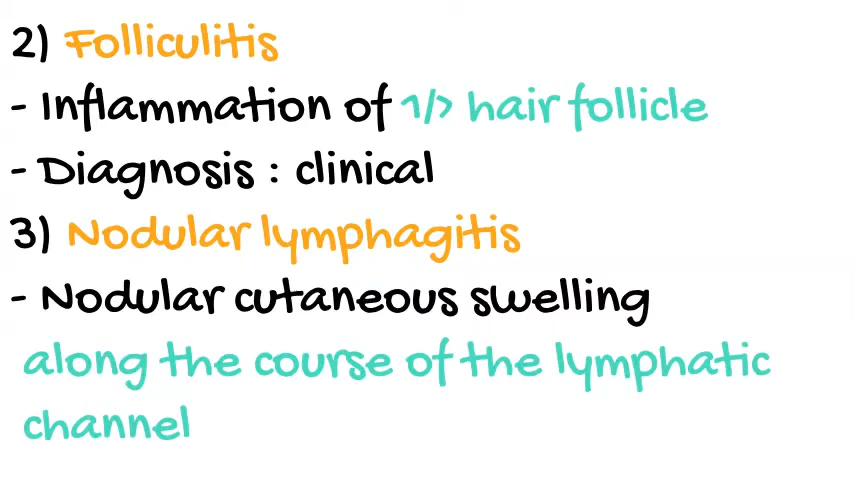 2) Folliculitis
- Inflammation of 1/> hair follicle
- Diagnosis : clinical
3) Nodular lymphagitis
- Nodular cutaneous swelling
along the course of the lymphatic
channel